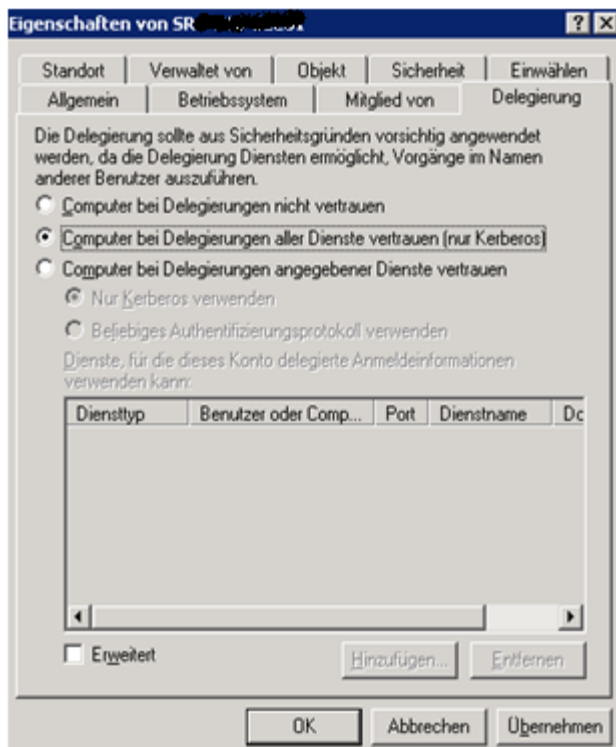 Eigenschaften von SR
Standort Verwaltet von Objekt Sicherheit Einwählen
Allgemein Betriebssystem Mitglied von Delegierung
Die Delegierung sollte aus Sicherheitsgründen vorsichtig angewendet
werden, da die Delegierung Diensten ermöglicht, Vorgänge im Namen
anderer Benutzer auszuführen.
Computer bei Delegierungen nicht vertrauen
Computer bei Delegierungen aller Dienste vertrauen (nur Kerberos)
Computer bei Delegierungen angegebener Dienste vertrauen
Nur Kerberos verwenden
Beliebiges Authentifizierungsprotokoll verwenden
Dienste, für die dieses Konto delegierte Anmeldeinformationen
verwenden kann:
Diensttyp Benutzer oder Comp... Port Dienstname Dc
Erweitert Hinzufügen... Entfernen
OK Abbrechen Übernehmen